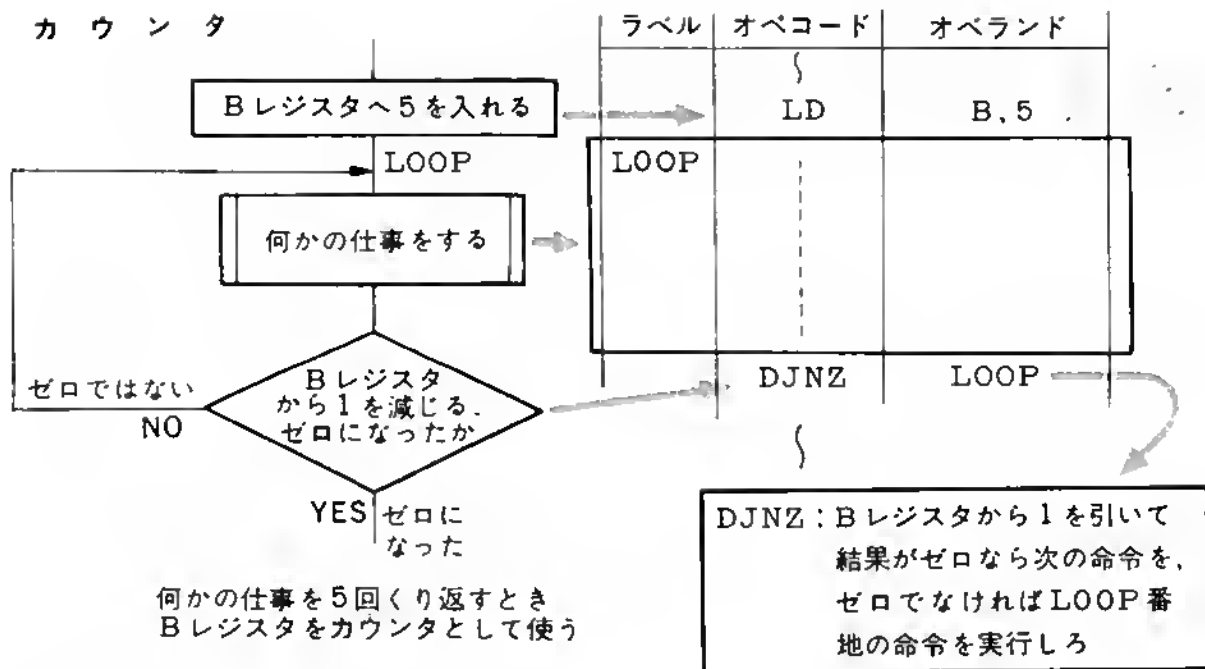 カウンタ
Bレジスタへ5を入れる
LOOP
何かの仕事をする
Bレジスタ
から1を減じる.
ゼロになったか
ゼロではない
NO
YES
ゼロに
なった
何かの仕事を5回くり返すとき
Bレジスタをカウンタとして使う
ラベル オペコード オペランド
LD B, 5
LOOP
DJNZ LOOP
DJNZ:Bレジスタから1を引いて
結果がゼロなら次の命令を,
ゼロでなければLOOP番
地の命令を実行しろ